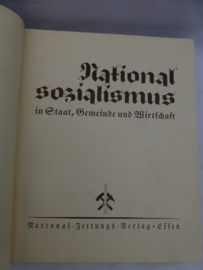 National
sozialismus
in Staat, Gemeinde und Wirtschaft
National-Zeitungs-Verlag-Essen